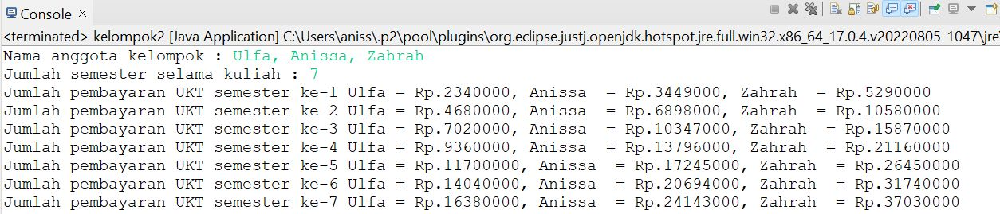 Console
<terminated> kelompok2 [Java Application] C:\Users\aniss\.p2\pool\plugins\org.eclipse.justj.openjdk.hotspot.jre.full.win32.x86_64_17.0.4.v20220805-1047\jre\
Nama anggota kelompok : Ulfa, Anissa, Zahrah
Jumlah semester selama kuliah : 7
Jumlah pembayaran UKT semester ke-1 Ulfa = Rp.2340000, Anissa  = Rp.3449000, Zahrah  = Rp.5290000
Jumlah pembayaran UKT semester ke-2 Ulfa = Rp.4680000, Anissa  = Rp.6898000, Zahrah  = Rp.10580000
Jumlah pembayaran UKT semester ke-3 Ulfa = Rp.7020000, Anissa  = Rp.10347000, Zahrah  = Rp.15870000
Jumlah pembayaran UKT semester ke-4 Ulfa = Rp.9360000, Anissa  = Rp.13796000, Zahrah  = Rp.21160000
Jumlah pembayaran UKT semester ke-5 Ulfa = Rp.11700000, Anissa  = Rp.17245000, Zahrah  = Rp.26450000
Jumlah pembayaran UKT semester ke-6 Ulfa = Rp.14040000, Anissa  = Rp.20694000, Zahrah  = Rp.31740000
Jumlah pembayaran UKT semester ke-7 Ulfa = Rp.16380000, Anissa  = Rp.24143000, Zahrah  = Rp.37030000